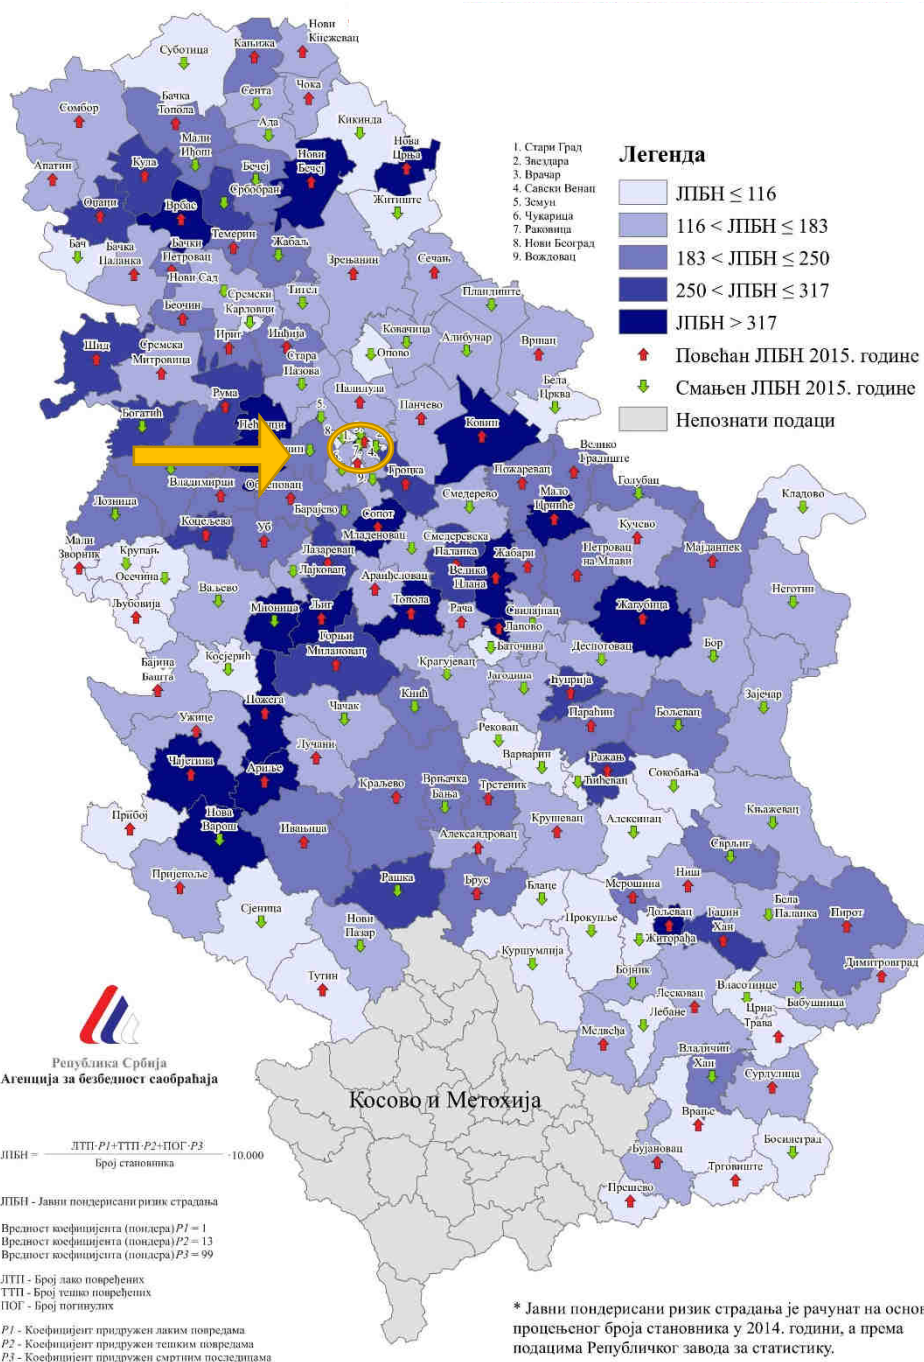 Нови
Кнежевац
Кањижа
Суботица
Чока
Сента
Бачка
Топола
Сомбор
Ада
Кикинда
Мали
Иђош
Нова
Црња
Апатин
Кула
Бечеј
Нови
Бечеј
Србобран
Оџаци
Врбас
Житиште
Темерин
Бач
Бачка
Паланка
Бачки
Петровац
Жабаљ
Зрењанин
Сечањ
Нови Сад
Тител
Пландиште
Сремски
Карловци
Беочин
Ковачица
Алибунар
Опово
Вршац
Шид
Сремска
Митровица
Ириг
Инђија
Стара
Пазова
Бела
Црква
Рума
Палилула
Панчево
Ковин
Богатић
5.
8.
7.
4.
9.
Велико
Градиште
Гроцка
Пожаревац
Голубац
Владимирци
Кладово
Лозница
Барајево
Смедерево
Мало
Црниће
Сопот
Коцељева
Уб
Младеновац
Кучево
Мали
Зворник
Крупањ
Лазаревац
Смедеревска
Паланка
Жабари
Петровац
на Млави
Мајданпек
Осечина
Лајковац
Аранђеловац
Велика
Плана
Неготин
Ваљево
Мионица
Љиг
Топола
Рача
Свилајнац
Жагубица
Љубовија
Лапово
Горњи
Милановац
Баточина
Косјерић
Деспотовац
Бор
Крагујевац
Бајина
Башта
Јагодина
Ћуприја
Пожега
Кнић
Зајечар
Чачак
Параћин
Бољевац
Ужице
Рековац
Лучани
Варварин
Ражањ
Чајетина
Ариље
Сокобања
Краљево
Врњачка
Бања
Трстеник
Ћићевац
Нова
Варош
Књажевац
Прибој
Крушевац
Алексинац
Ивањица
Александровац
Сврљиг
Пријепоље
Рашка
Брус
Ниш
Блаце
Мерошина
Бела
Паланка
Сјеница
Дољевац
Гаџин
Хан
Пирот
Нови
Пазар
Прокупље
Житорађа
Куршумлија
Димитровград
Тутин
Бојник
Власотинце
Лесковац
Бабушница
Лебане
Црна
Трава
Медвеђа
Владичин
Хан
Сурдулица
Врање
Босилеград
Бујановац
Трговиште
Прешево
Косово и Метохија
1. Стари Град
2. Звездара
3. Врачар
4. Савски Венац
5. Земун
6. Чукарица
7. Раковица
8. Нови Београд
9. Вождовац
Легенда
ЈПБН ≤ 116
116 < ЈПБН ≤ 183
183 < ЈПБН ≤ 250
250 < ЈПБН ≤ 317
ЈПБН > 317
Повећан ЈПБН 2015. године
Смањен ЈПБН 2015. године
Непознати подаци
Република Србија
Агенција за безбедност саобраћаја
ЈПБН = ЛТП·P1+ТТП·P2+ПОГ·P3 ·10.000
Број становника
ЈПБН - Јавни пондерисани ризик страдања
Вредност коефицијента (пондера) P1 = 1
Вредност коефицијента (пондера) P2 = 13
Вредност коефицијента (пондера) P3 = 99
ЛТП - Број лако повређених
ТТП - Број тешко повређених
ПОГ - Број погинулих
P1 - Коефицијент придружен лаким повредама
P2 - Коефицијент придружен тешким повредама
P3 - Коефицијент придружен смртним последицама
* Јавни пондерисани ризик страдања је рачунат на основ
процењеног броја становника у 2014. години, а према
подацима Републичког завода за статистику.